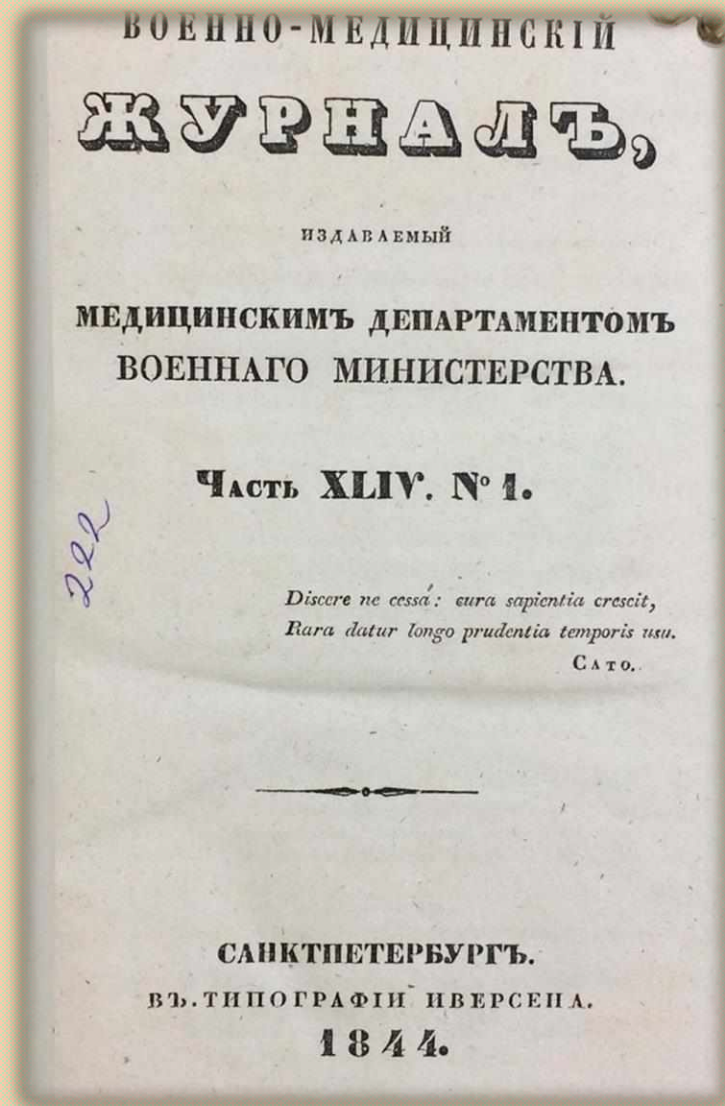 ВОЕННО-МЕДИЦИНСКІЙ
ЖУРНАЛЪ,
ИЗДАВАЕМЫЙ
МЕДИЦИНСКИМЪ ДЕПАРТАМЕНТОМЪ
ВОЕННАГО МИНИСТЕРСТВА.
Часть XLIV. № 1.
222
Discere ne cessa: cura sapientia crescit,
Rara datur longo prudentia temporis usu.
Cato.
САНКТПЕТЕРБУРГЪ.
ВЪ.ТИПОГРАФІИ ИВЕРСЕНА.
1844.